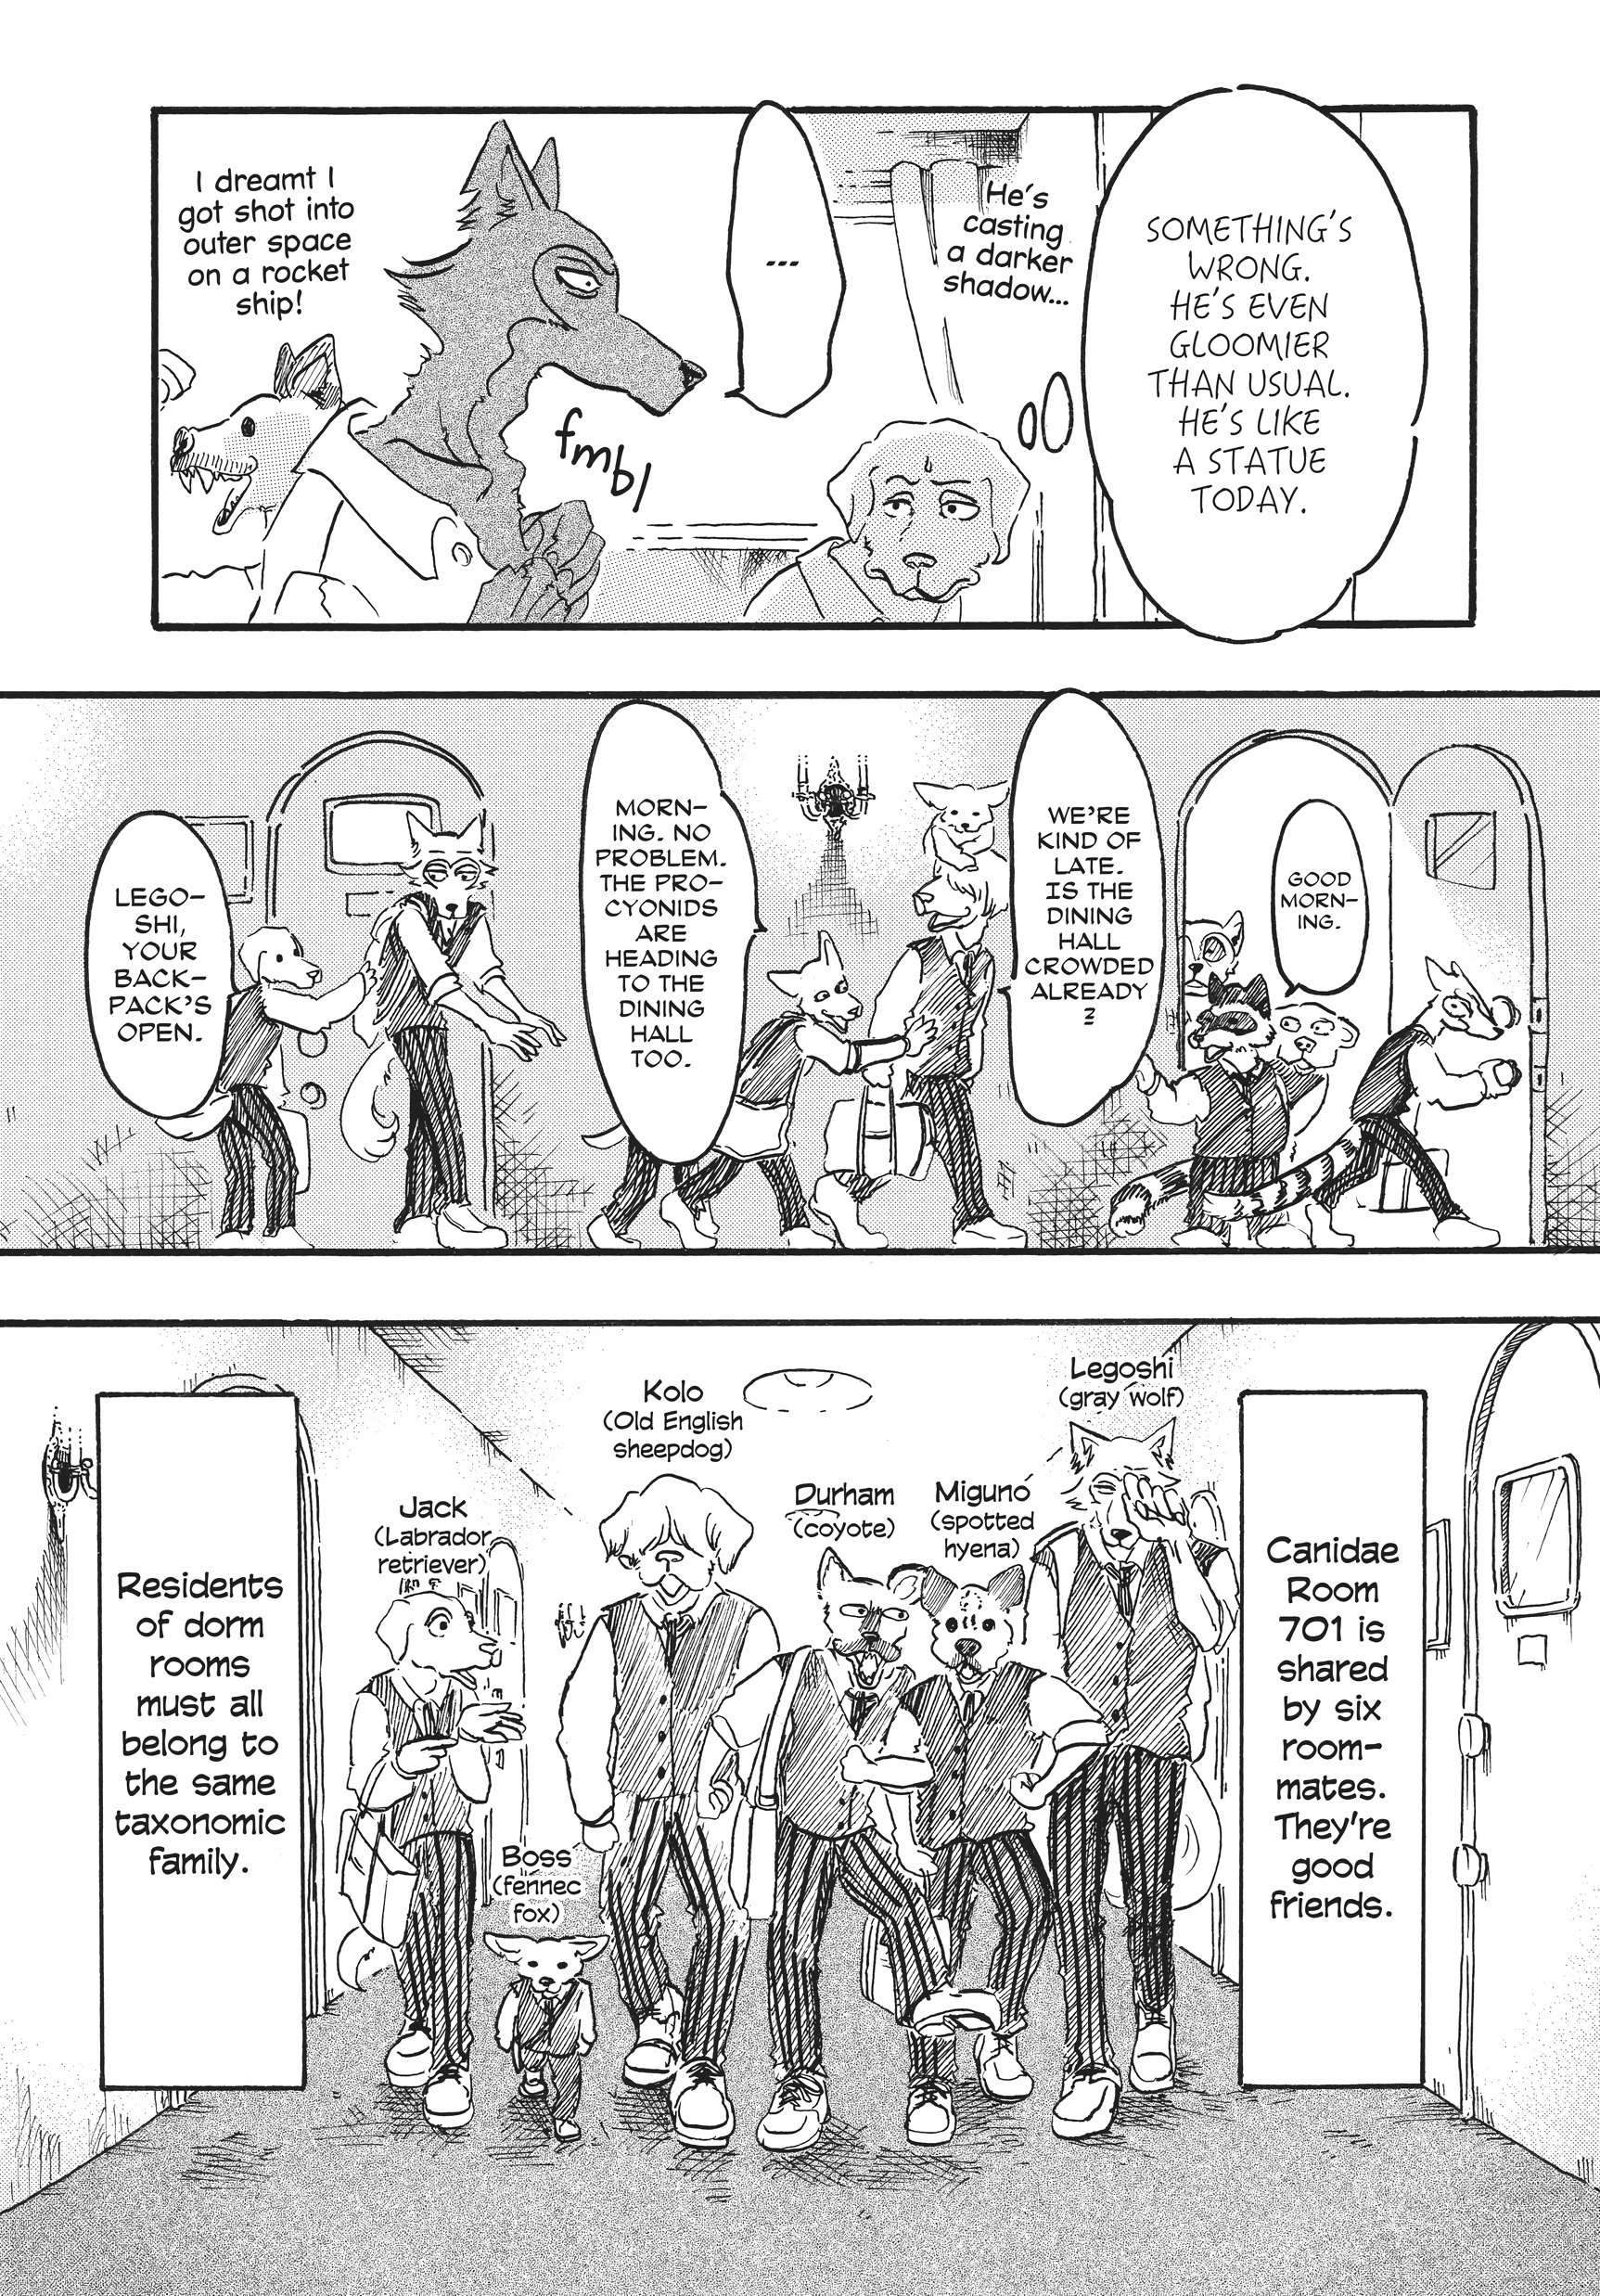 SOMETHING'S
WRONG.
HE'S EVEN
GLOOMIER
THAN USUAL.
HE'S LIKE
A STATUE
TODAY.
He's
casting
a darker
shadow...
...
fmbl
I dreamt I
got shot into
outer space
on a rocket
ship!
GOOD
MORN-
ING.
WE'RE
KIND OF
LATE.
IS THE
DINING
HALL
CROWDED
ALREADY
?
MORN-
ING. NO
PROBLEM.
THE PRO-
CYONIDS
ARE
HEADING
TO THE
DINING
HALL
TOO.
LEGO-
SHI,
YOUR
BACK-
PACK'S
OPEN.
Canidae
Room
701 is
shared
by six
room-
mates.
They're
good
friends.
Legoshi
(gray wolf)
Miguno
(spotted
hyena)
Durham
(coyote)
Kolo
(Old English
sheepdog)
Boss
(fennec
fox)
Jack
(Labrador
retriever)
Residents
of dorm
rooms
must all
belong to
the same
taxonomic
family.